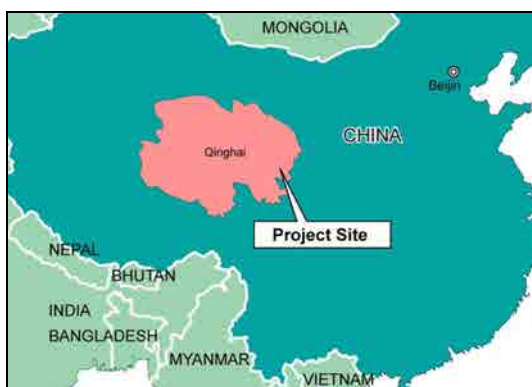 MONGOLIA
Beijin
CHINA
Qinghai
Project Site
NEPAL
BHUTAN
INDIA
BANGLADESH
MYANMAR
VIETNAM